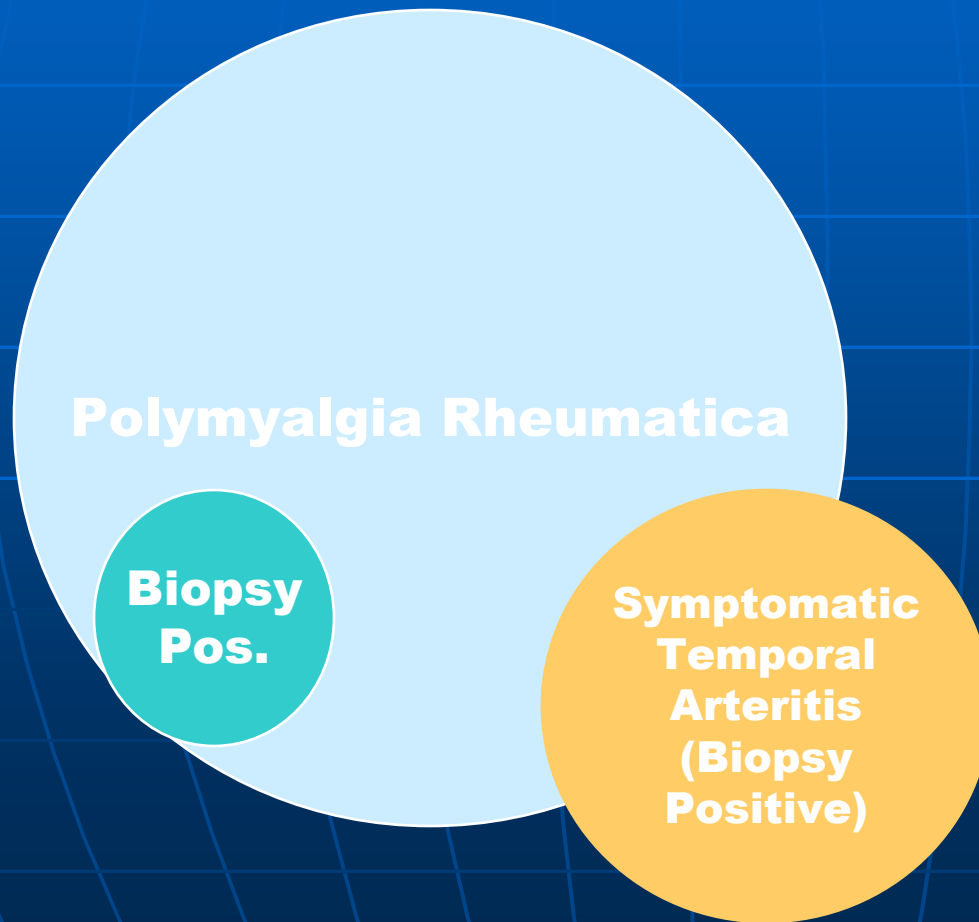 Polymyalgia Rheumatica
Biopsy
Pos.
Symptomatic
Temporal
Arteritis
(Biopsy
Positive)